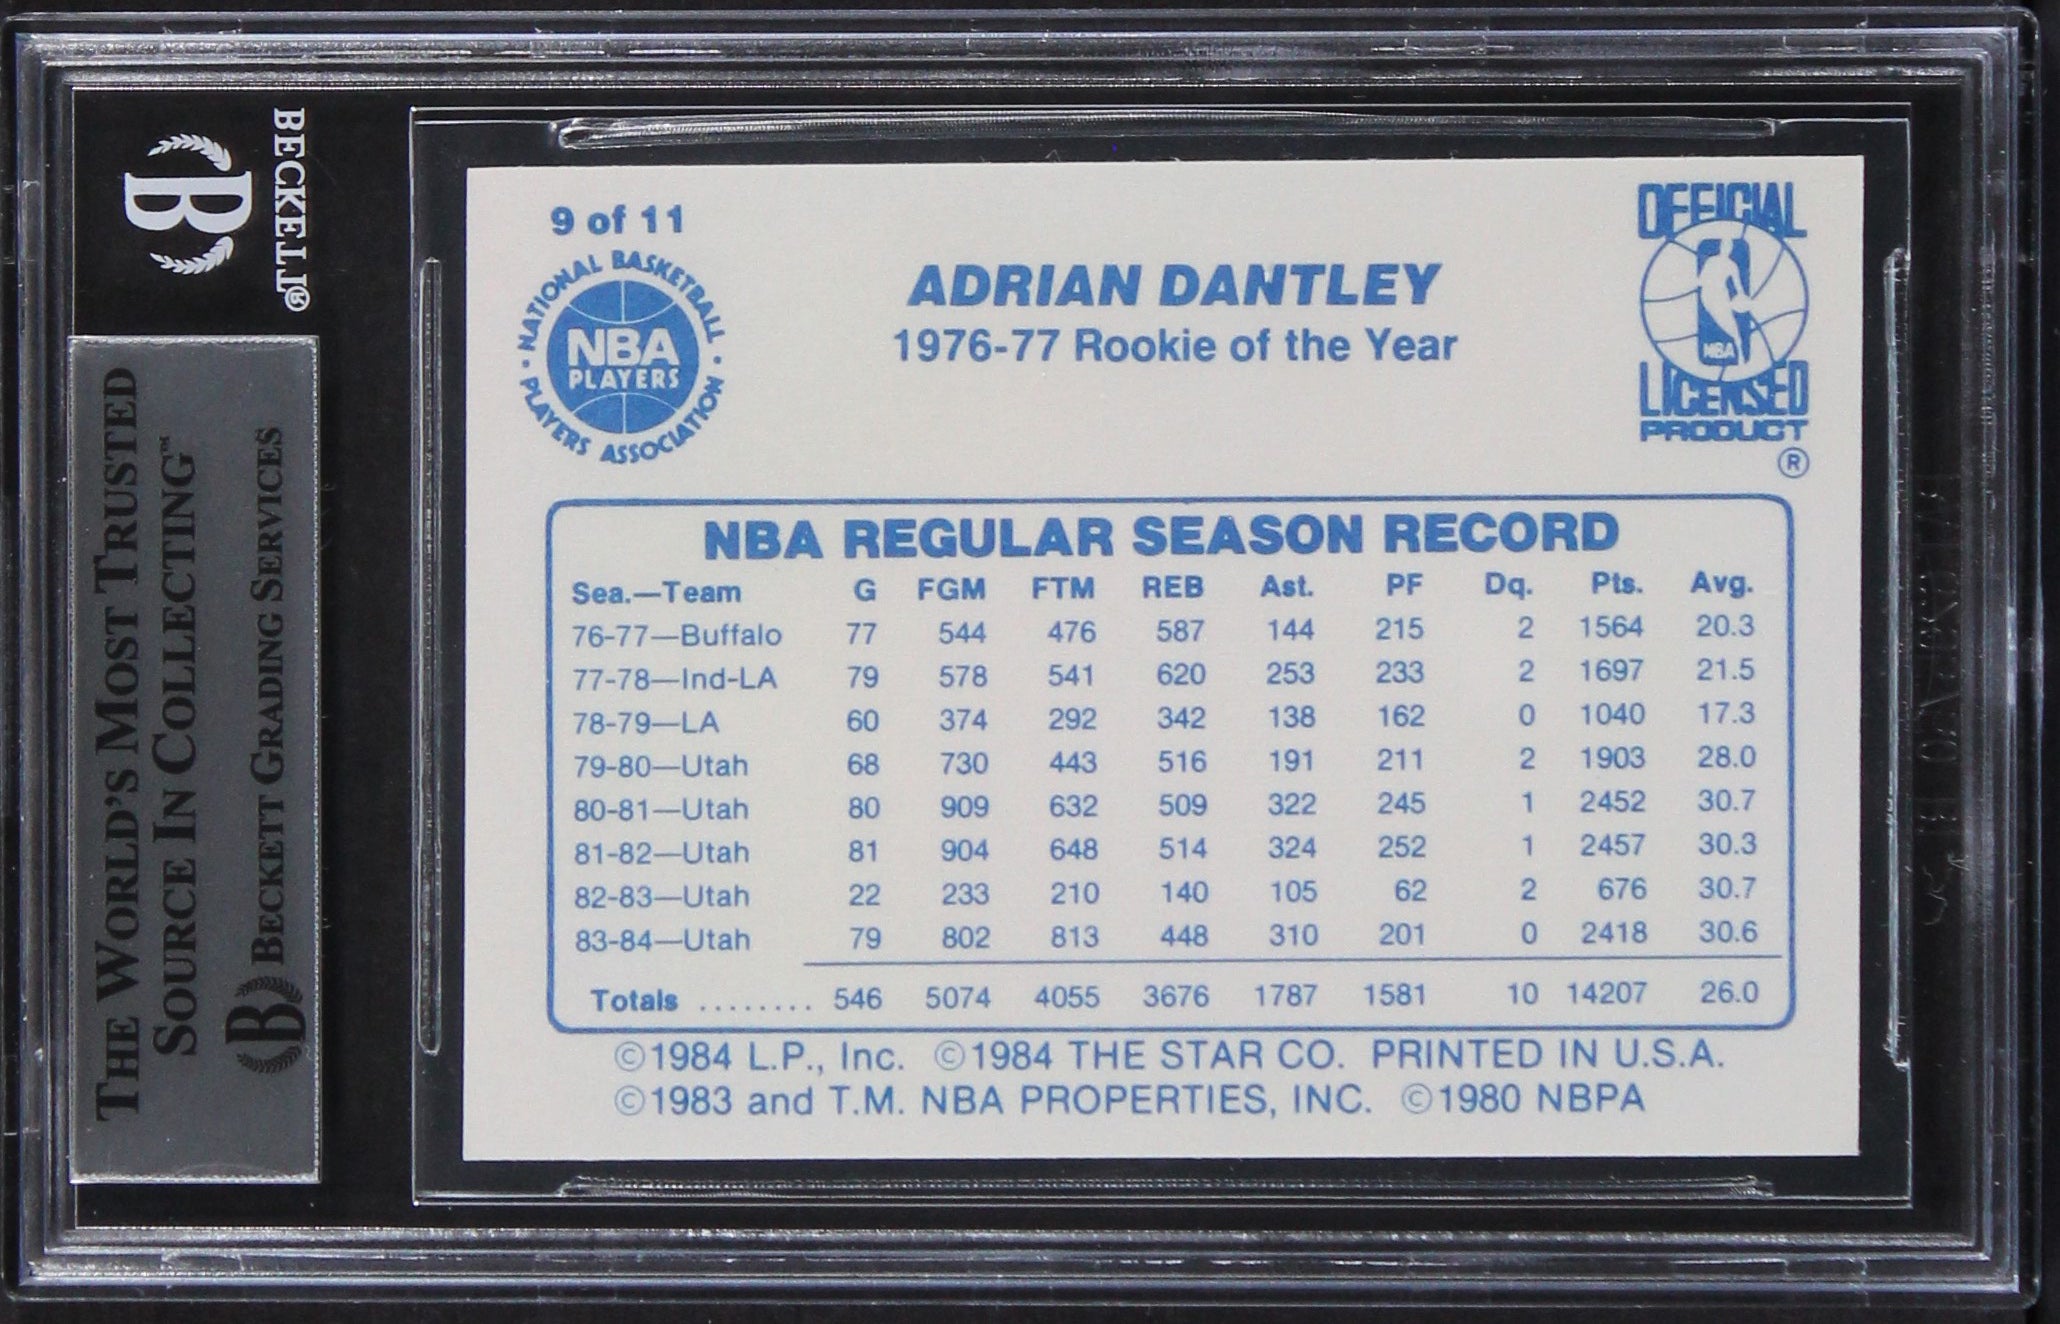 BECKETT®
B
THE WORLD'S MOST TRUSTED
SOURCE IN COLLECTING™
B BECKETT GRADING SERVICES
9 of 11
NATIONAL BASKETBALL
NBA
PLAYERS
PLAYERS ASSOCIATION
ADRIAN DANTLEY
1976-77 Rookie of the Year
OFFICIAL
NBA
LICENSED
PRODUCT
®
NBA REGULAR SEASON RECORD
Sea.—Team G FGM FTM REB Ast. PF Dq. Pts. Avg.
76-77—Buffalo 77 544 476 587 144 215 2 1564 20.3
77-78—Ind-LA 79 578 541 620 253 233 2 1697 21.5
78-79—LA 60 374 292 342 138 162 0 1040 17.3
79-80—Utah 68 730 443 516 191 211 2 1903 28.0
80-81—Utah 80 909 632 509 322 245 1 2452 30.7
81-82—Utah 81 904 648 514 324 252 1 2457 30.3
82-83—Utah 22 233 210 140 105 62 2 676 30.7
83-84—Utah 79 802 813 448 310 201 0 2418 30.6
Totals ........ 546 5074 4055 3676 1787 1581 10 14207 26.0
©1984 L.P., Inc. ©1984 THE STAR CO. PRINTED IN U.S.A.
©1983 and T.M. NBA PROPERTIES, INC. ©1980 NBPA